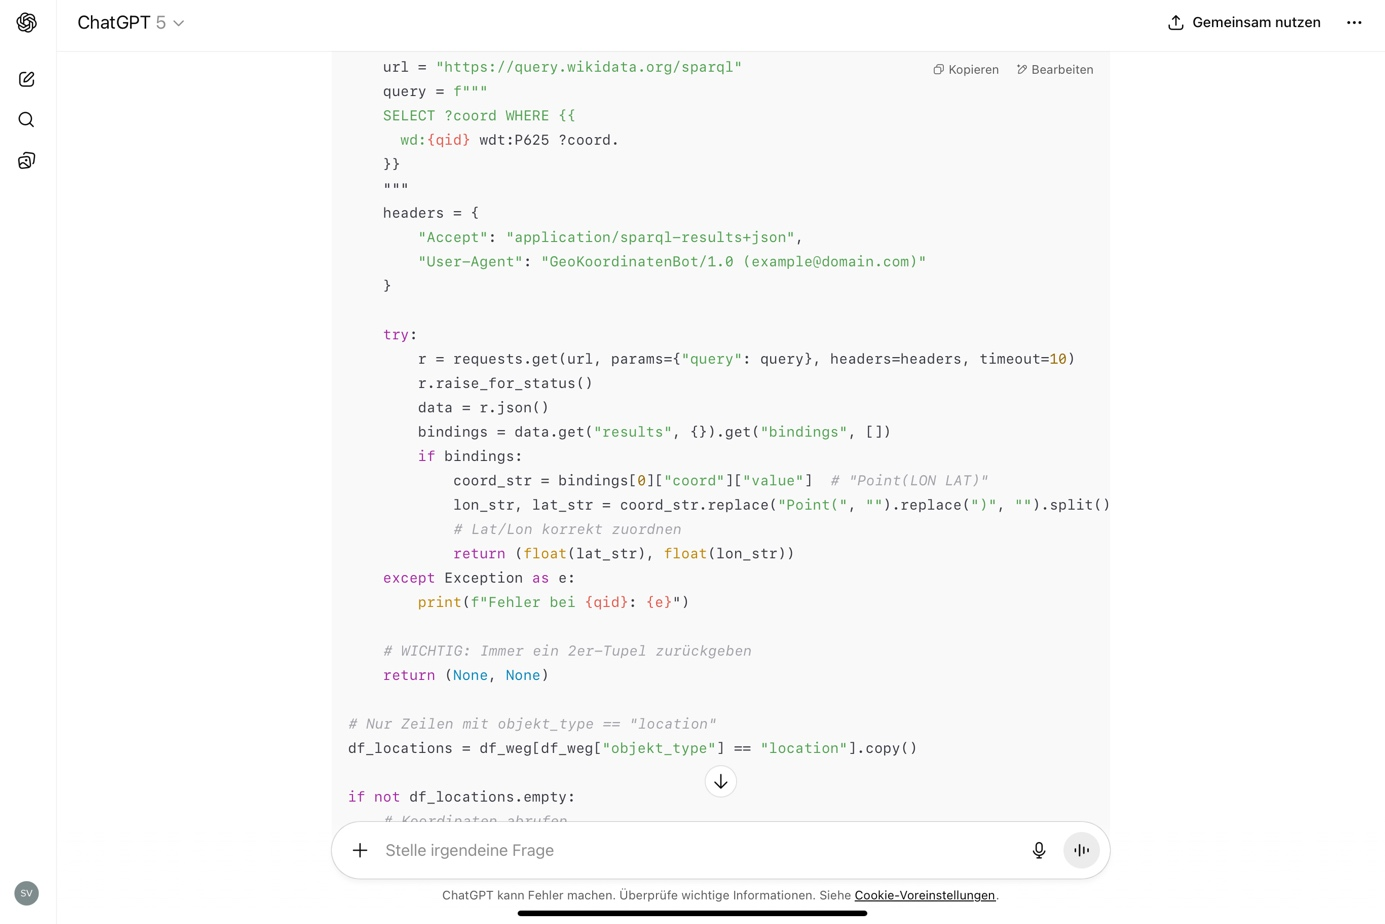 ChatGPT 5
Gemeinsam nutzen
Kopieren
Bearbeiten
    url = "https://query.wikidata.org/sparql"
    query = f"""
    SELECT ?coord WHERE {{
      wd:{qid} wdt:P625 ?coord.
    }}
    """
    headers = {
        "Accept": "application/sparql-results+json",
        "User-Agent": "GeoKoordinatenBot/1.0 (example@domain.com)"
    }
    try:
        r = requests.get(url, params={"query": query}, headers=headers, timeout=10)
        r.raise_for_status()
        data = r.json()
        bindings = data.get("results", {}).get("bindings", [])
        if bindings:
            coord_str = bindings[0]["coord"]["value"]  # "Point(LON LAT)"
            lon_str, lat_str = coord_str.replace("Point(", "").replace(")", "").split()
            # Lat/Lon korrekt zuordnen
            return (float(lat_str), float(lon_str))
    except Exception as e:
        print(f"Fehler bei {qid}: {e}")
    # WICHTIG: Immer ein 2er-Tupel zurückgeben
    return (None, None)
# Nur Zeilen mit objekt_type == "location"
df_locations = df_weg[df_weg["objekt_type"] == "location"].copy()
if not df_locations.empty:
    # Koordinaten abrufen
Stelle irgendeine Frage
SV
ChatGPT kann Fehler machen. Überprüfe wichtige Informationen. Siehe Cookie-Voreinstellungen.